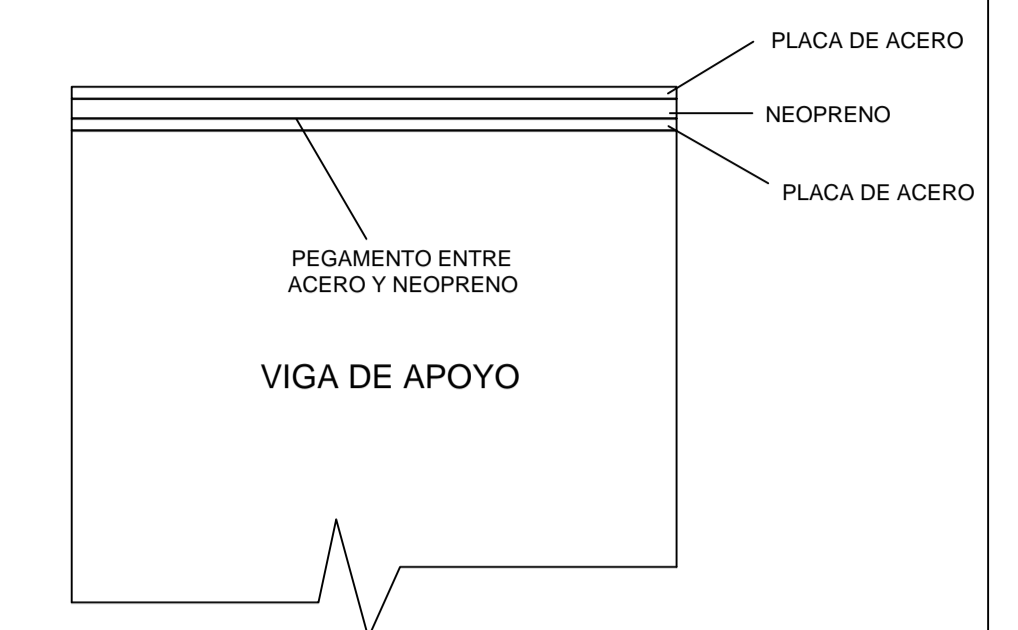 PLACA DE ACERO
NEOPRENO
PLACA DE ACERO
PEGAMENTO ENTRE
ACERO Y NEOPRENO
VIGA DE APOYO